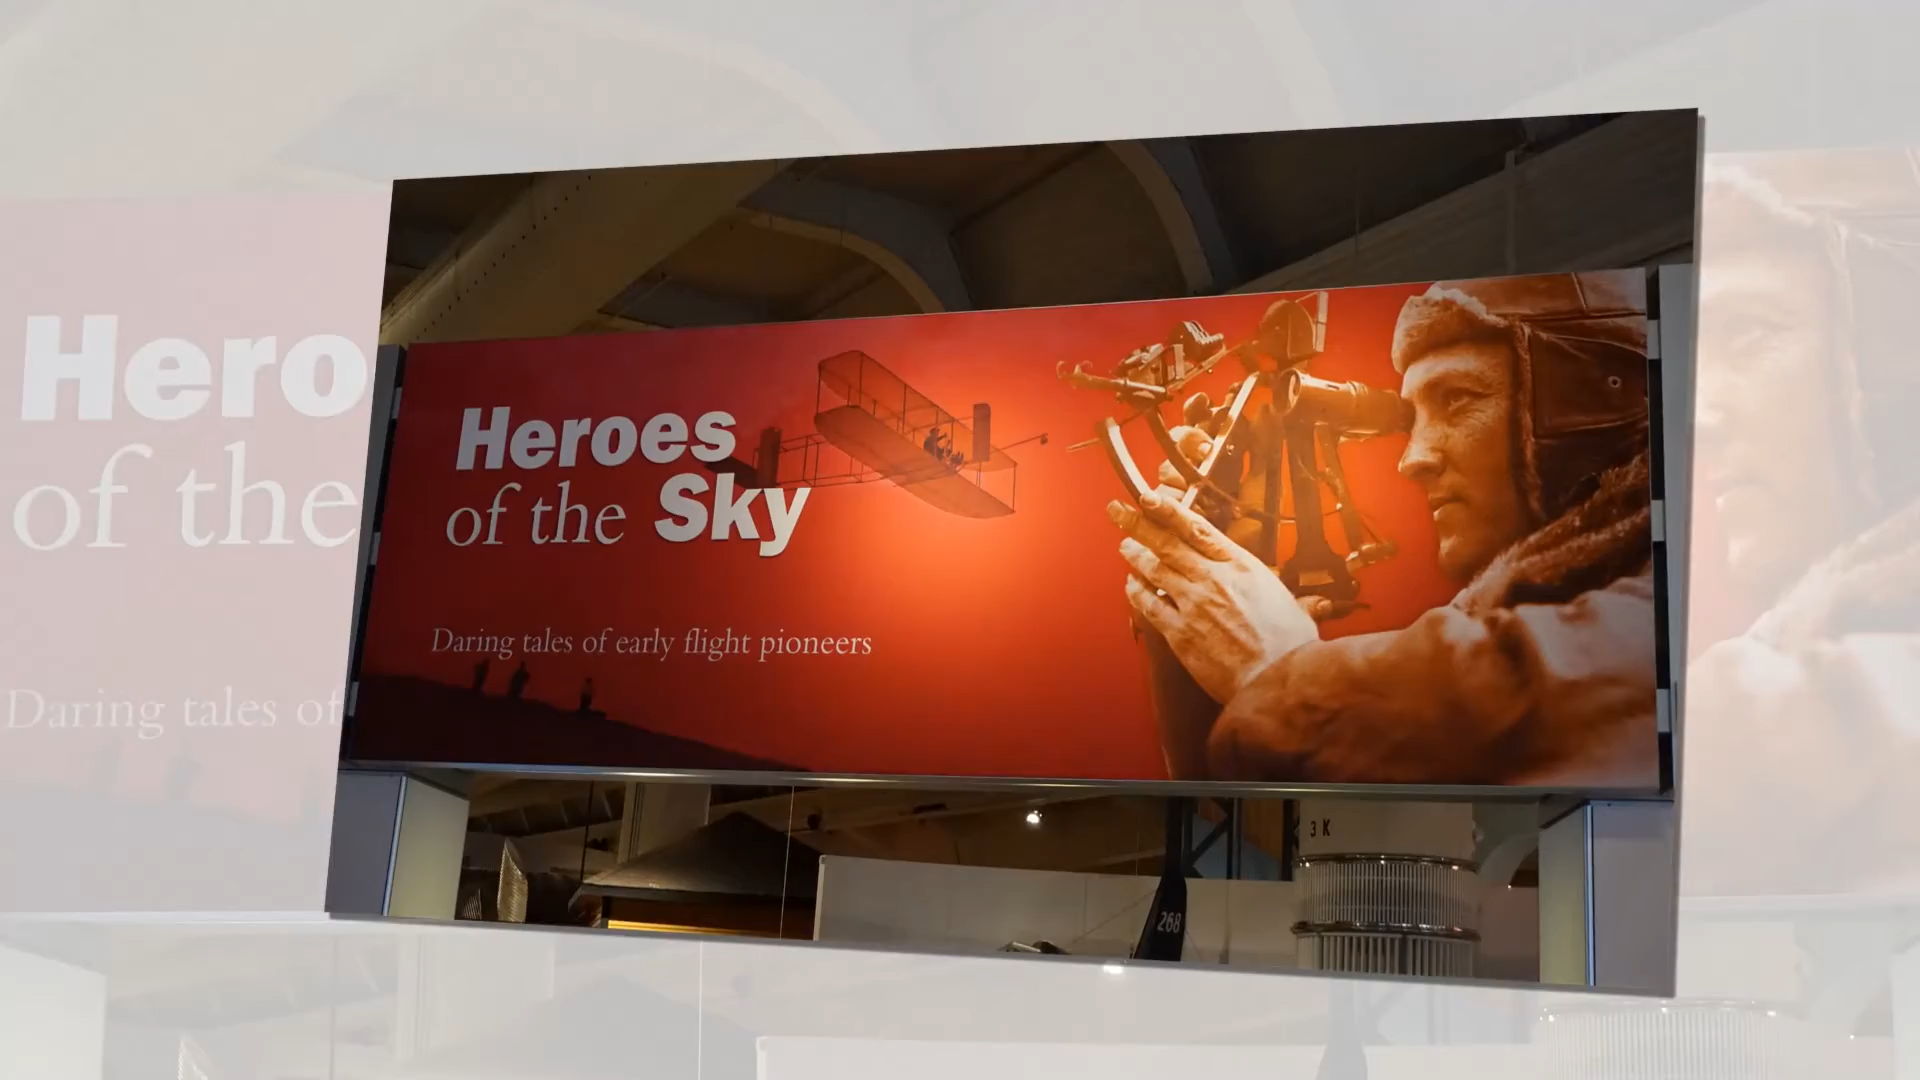 Heroes
of the Sky
Daring tales of early flight pioneers
3 K
268
Hero
of the
Daring tales of